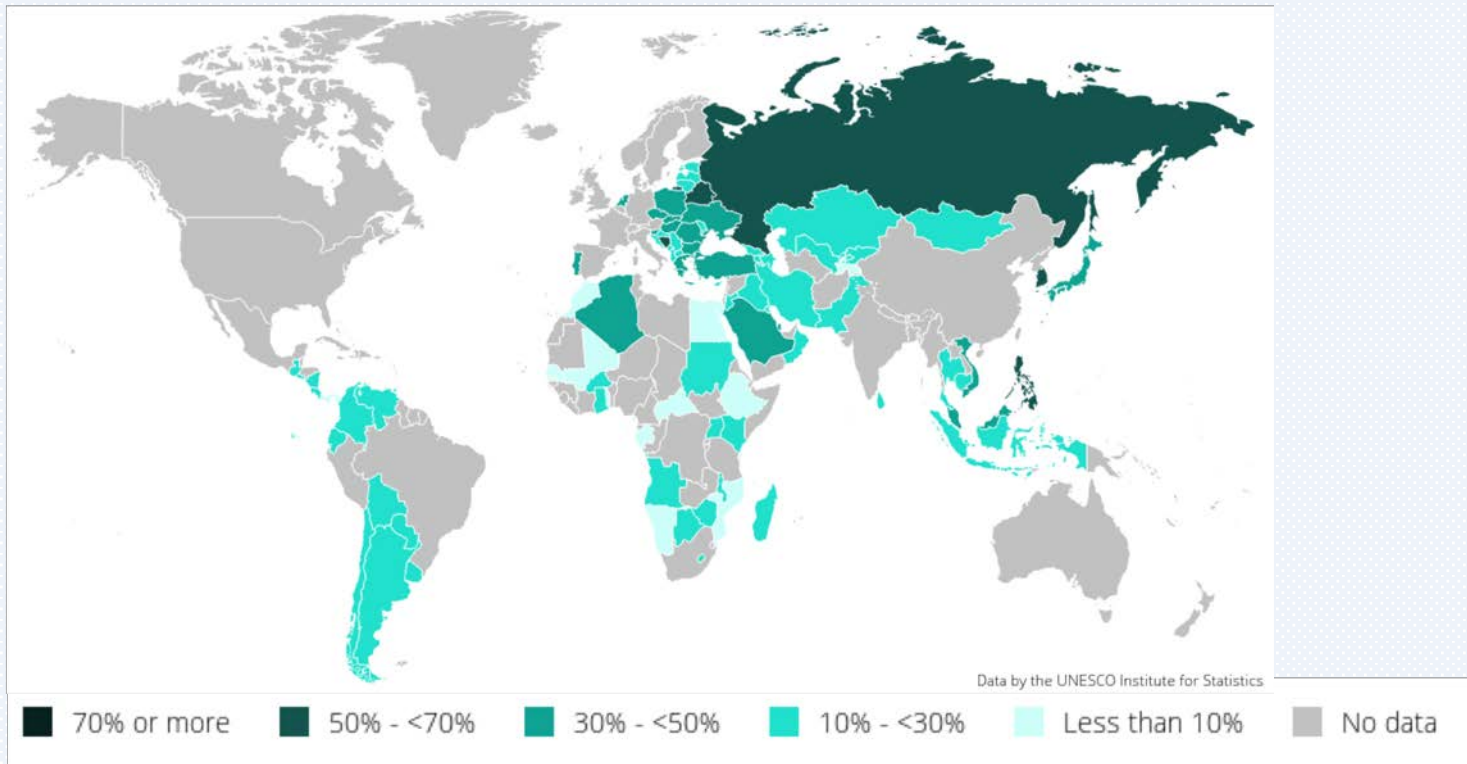 Data by the UNESCO Institute for Statistics
70% or more 50% - <70% 30% - <50% 10% - <30% Less than 10% No data